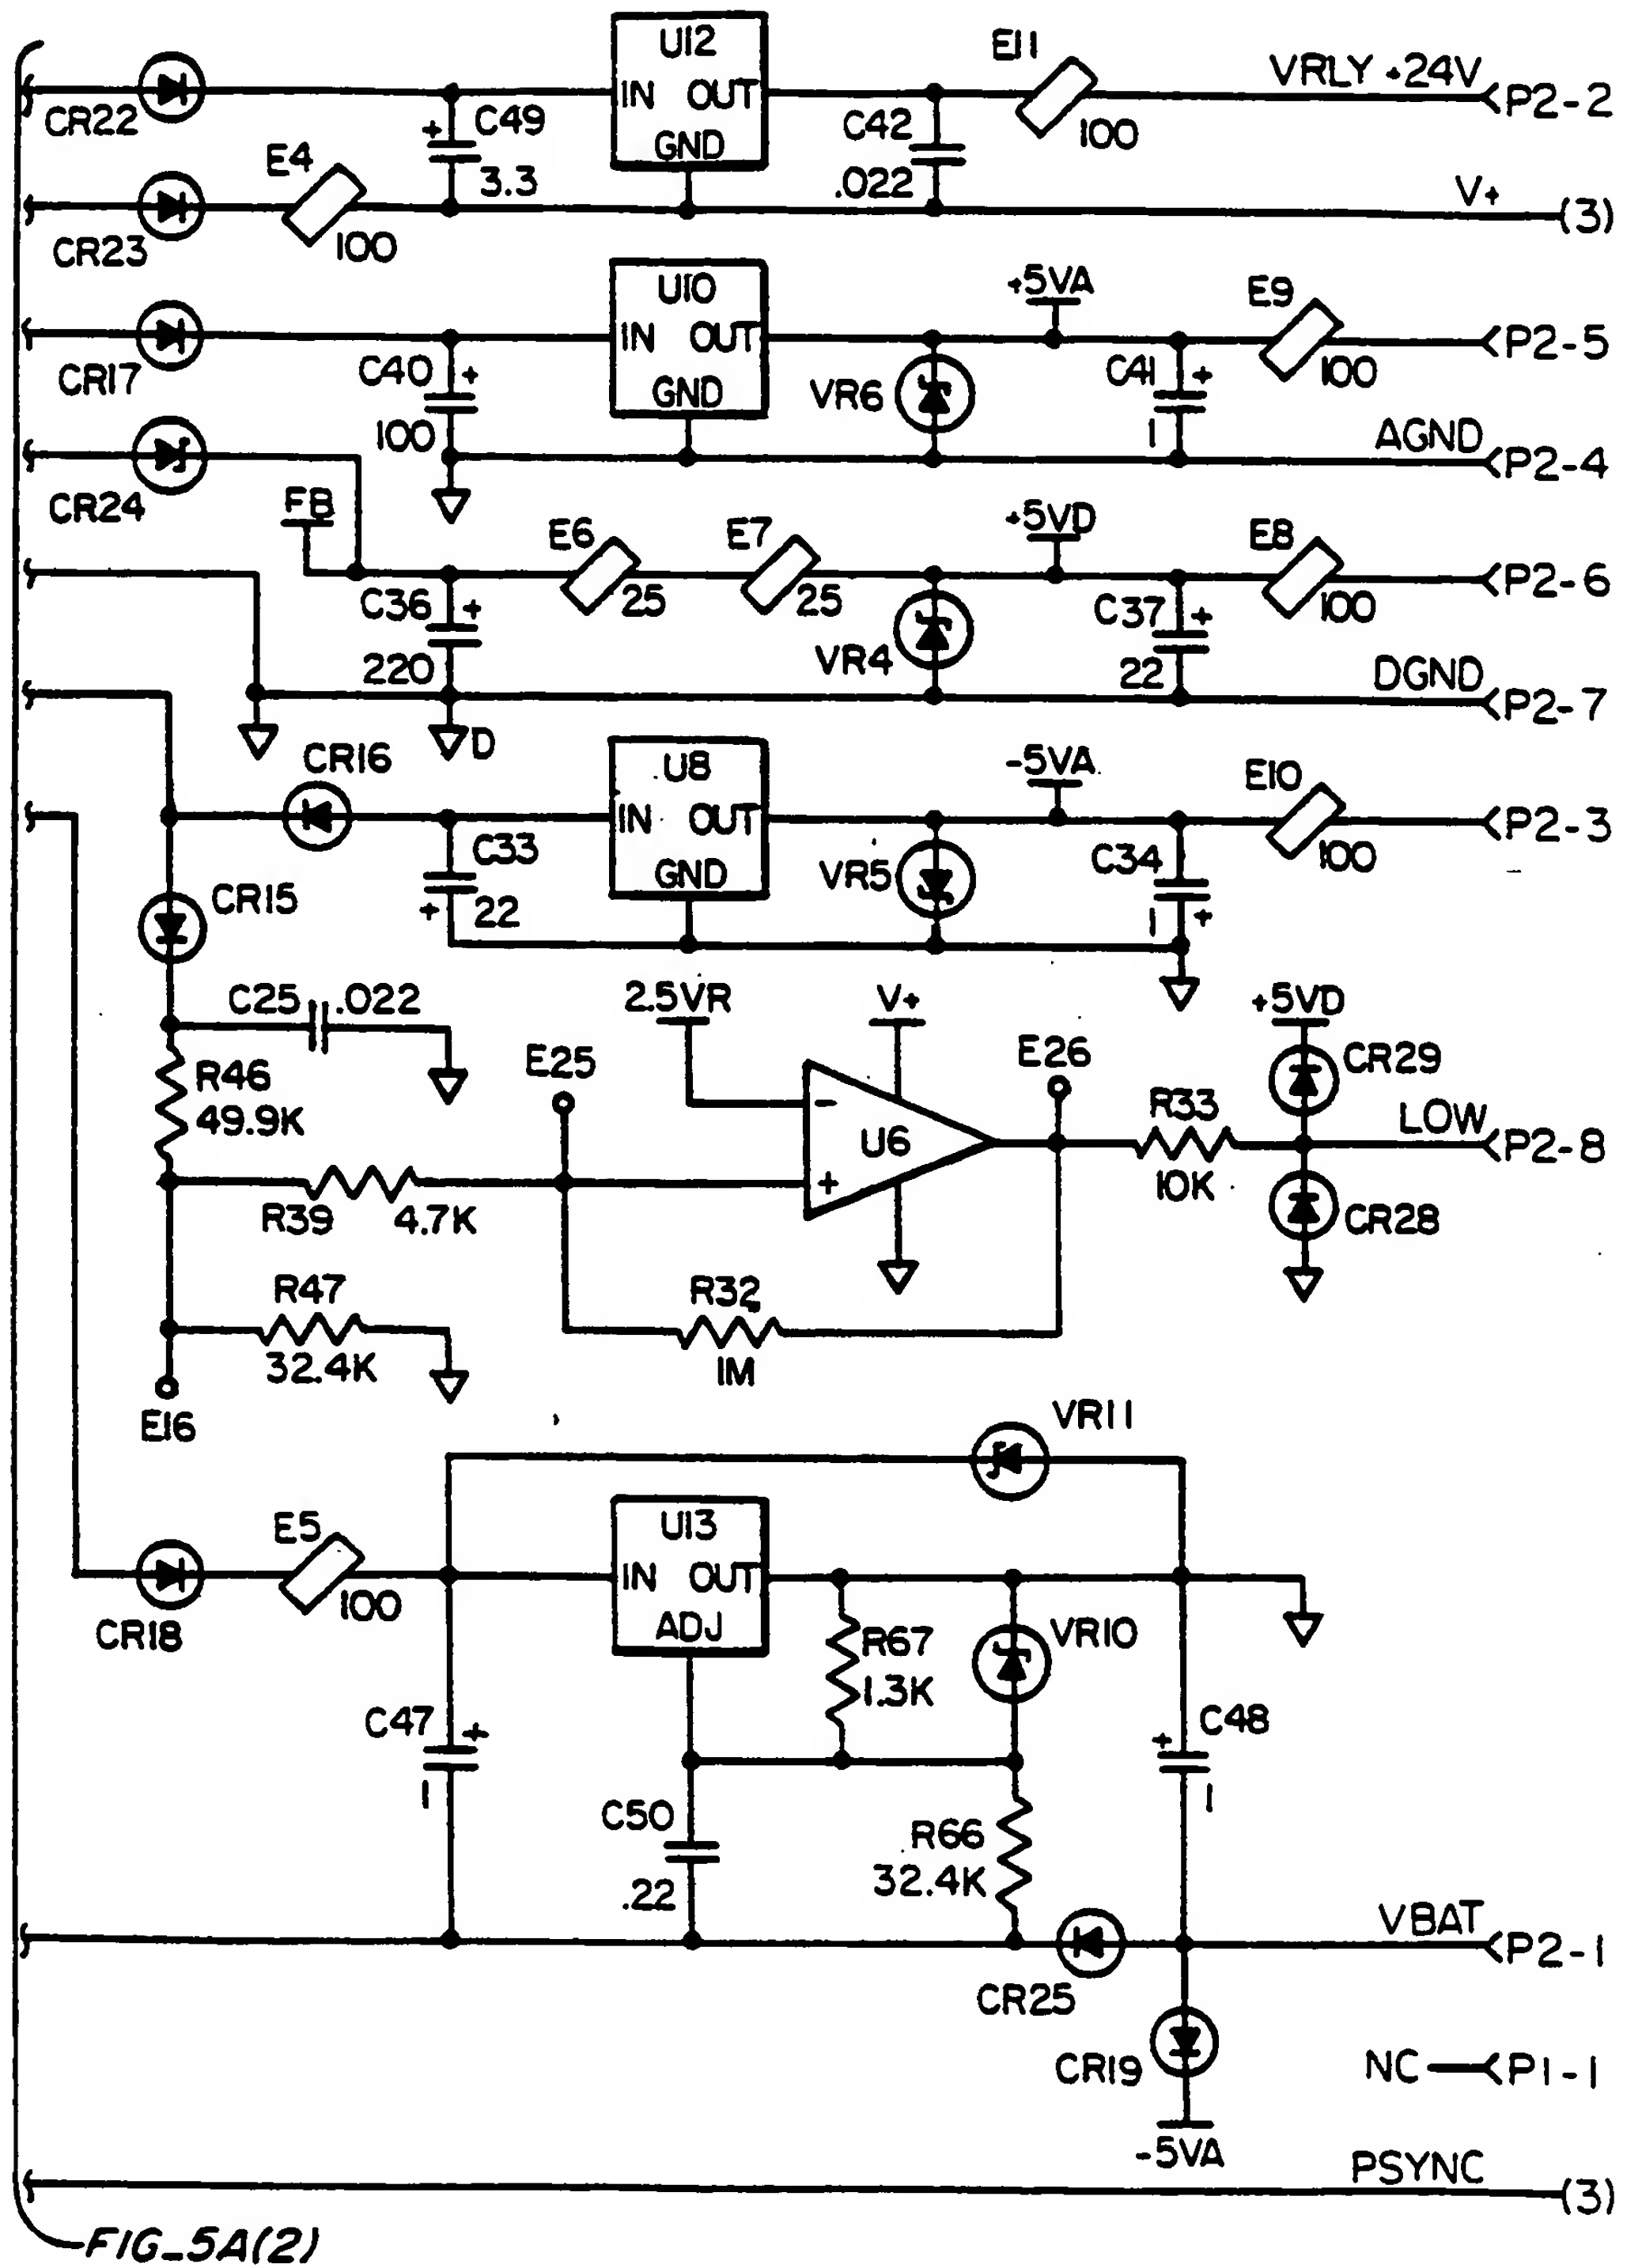 U12
E11
VRLY +24V
IN OUT
P2-2
CR22
+ C49
C42
100
GND
E4
3.3
.022
V+
(3)
CR23
100
U10
+5VA
E9
IN OUT
P2-5
CR17
C40 +
C41 +
100
GND
VR6
100
1
AGND
P2-4
CR24
FB
E6
E7
+5VD
E8
P2-6
C36 +
25
25
C37 +
100
220
VR4
22
DGND
P2-7
D
CR16
U8
-5VA
E10
IN OUT
P2-3
C33
C34
100
CR15
GND
VR5
+ 22
1 +
C25 .022
2.5VR
V+
+5VD
E25
E26
CR29
R46
49.9K
-
R33
LOW
U6
P2-8
+
10K
R39 4.7K
CR28
R47
R32
32.4K
1M
E16
VR11
E5
U13
IN OUT
100
CR18
ADJ
R67
VR10
1.3K
C47 +
+ C48
1
1
C50
R66
.22
32.4K
VBAT
P2-1
CR25
CR19
NC
P1-1
-5VA
PSYNC
(3)
FIG_5A(2)